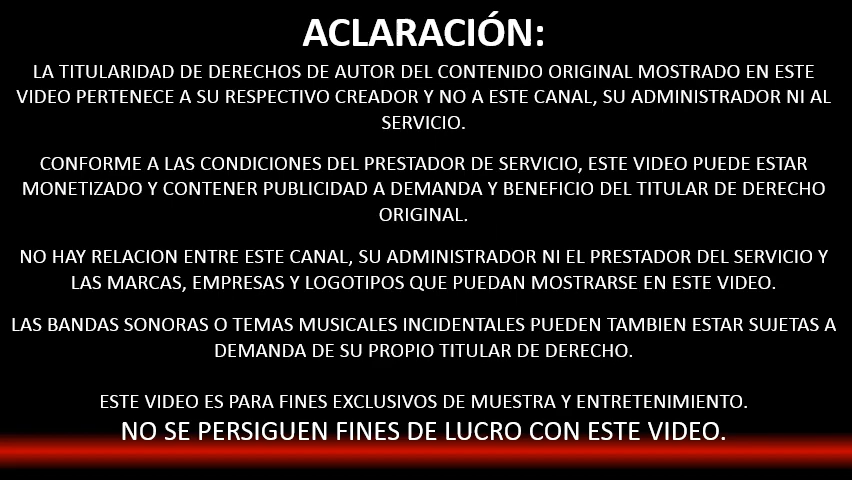 ACLARACIÓN:
LA TITULARIDAD DE DERECHOS DE AUTOR DEL CONTENIDO ORIGINAL MOSTRADO EN ESTE
VIDEO PERTENECE A SU RESPECTIVO CREADOR Y NO A ESTE CANAL, SU ADMINISTRADOR NI AL
SERVICIO.
CONFORME A LAS CONDICIONES DEL PRESTADOR DE SERVICIO, ESTE VIDEO PUEDE ESTAR
MONETIZADO Y CONTENER PUBLICIDAD A DEMANDA Y BENEFICIO DEL TITULAR DE DERECHO
ORIGINAL.
NO HAY RELACION ENTRE ESTE CANAL, SU ADMINISTRADOR NI EL PRESTADOR DEL SERVICIO Y
LAS MARCAS, EMPRESAS Y LOGOTIPOS QUE PUEDAN MOSTRARSE EN ESTE VIDEO.
LAS BANDAS SONORAS O TEMAS MUSICALES INCIDENTALES PUEDEN TAMBIEN ESTAR SUJETAS A
DEMANDA DE SU PROPIO TITULAR DE DERECHO.
ESTE VIDEO ES PARA FINES EXCLUSIVOS DE MUESTRA Y ENTRETENIMIENTO.
NO SE PERSIGUEN FINES DE LUCRO CON ESTE VIDEO.